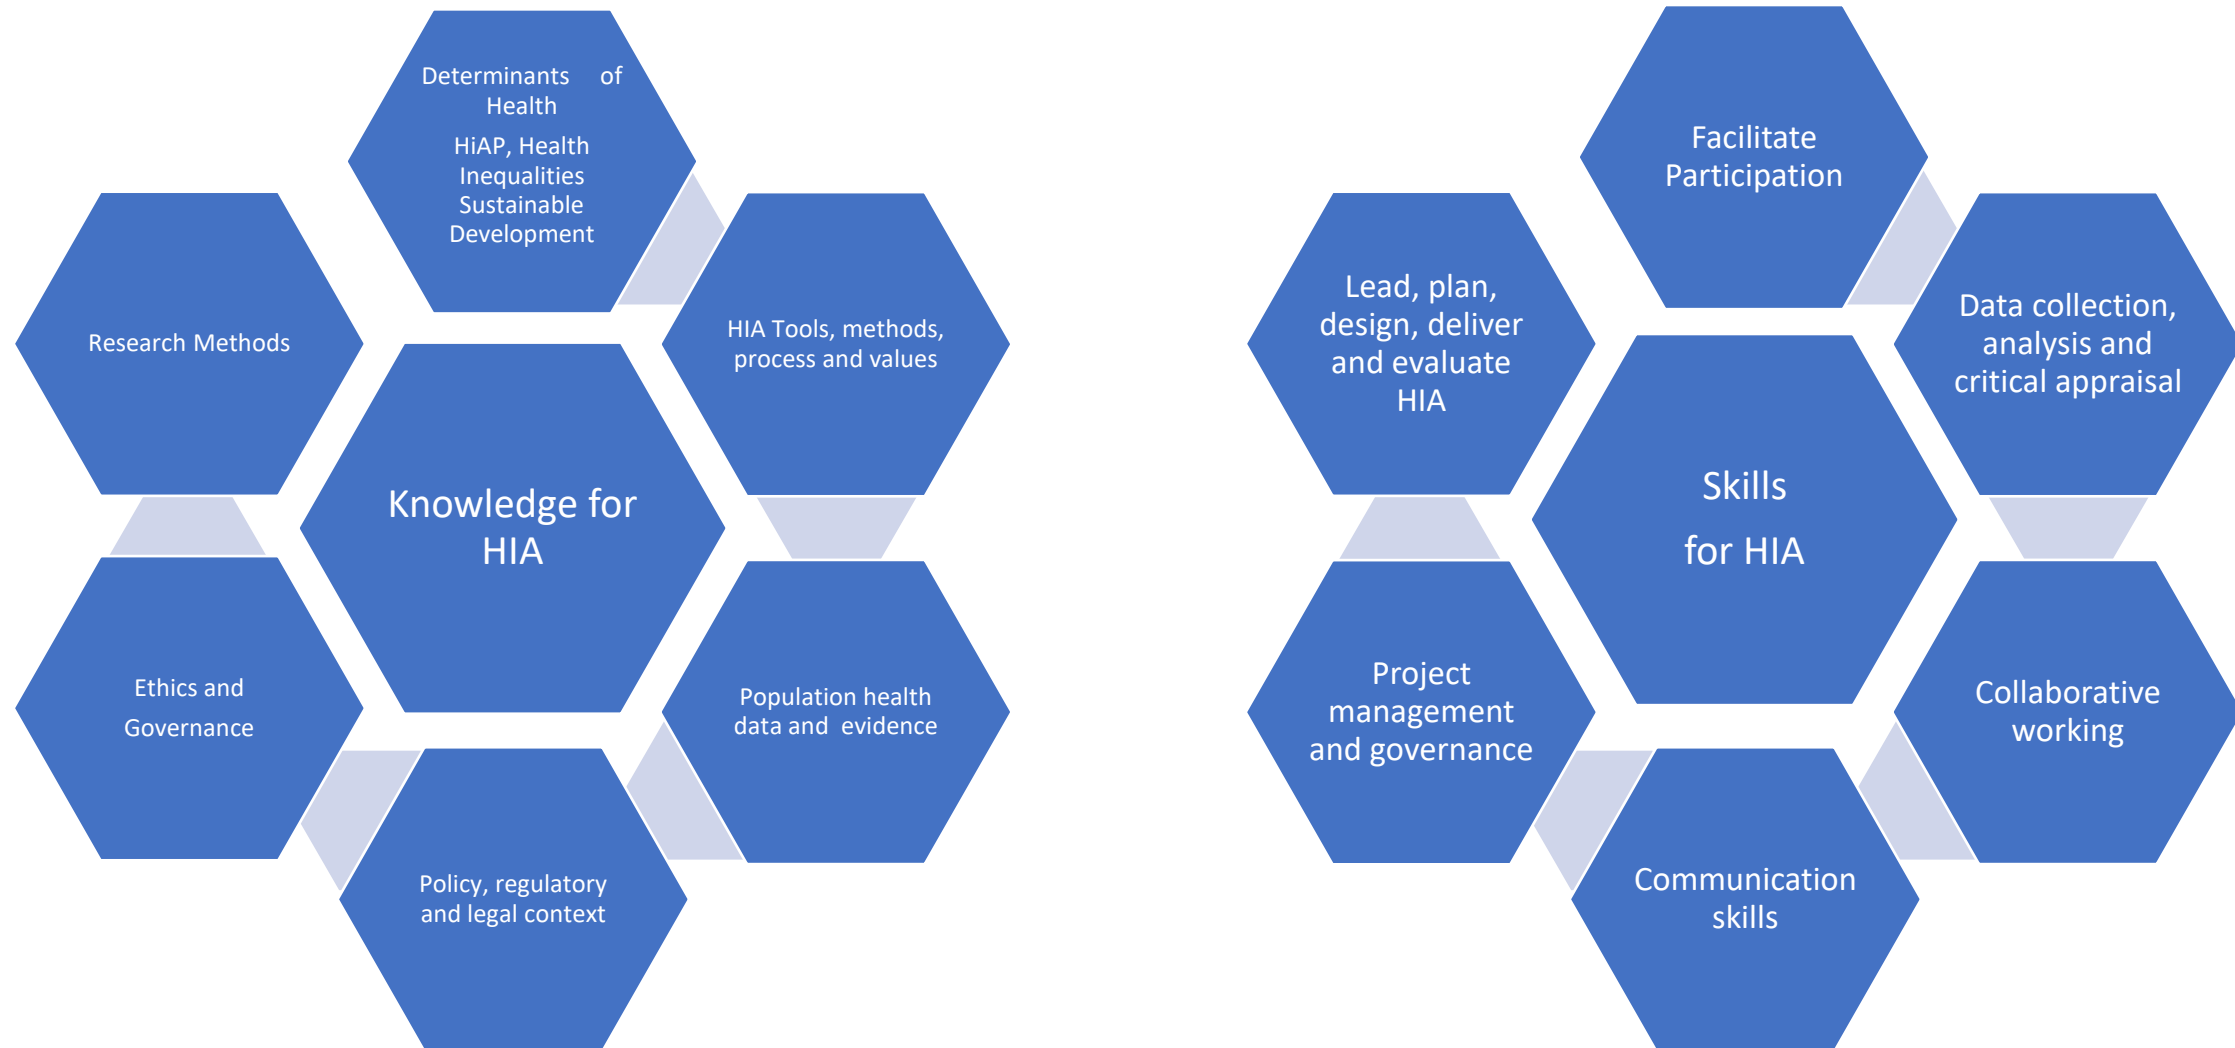 Determinants of
Health
HiAP, Health
Inequalities
Sustainable
Development
HIA Tools, methods,
process and values
Population health
data and evidence
Policy, regulatory
and legal context
Ethics and
Governance
Research Methods
Knowledge for
HIA
Facilitate
Participation
Data collection,
analysis and
critical appraisal
Collaborative
working
Communication
skills
Project
management
and governance
Lead, plan,
design, deliver
and evaluate
HIA
Skills
for HIA